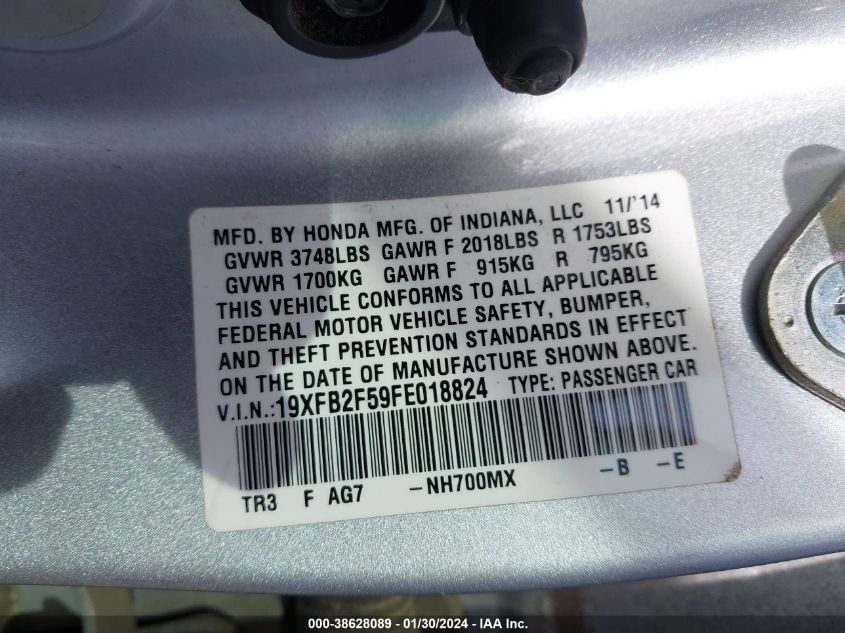 MFD. BY HONDA MFG. OF INDIANA, LLC 11/'14
GVWR 3748LBS GAWR F 2018LBS R 1753LBS
GVWR 1700KG GAWR F 915KG R 795KG
THIS VEHICLE CONFORMS TO ALL APPLICABLE
FEDERAL MOTOR VEHICLE SAFETY, BUMPER,
AND THEFT PREVENTION STANDARDS IN EFFECT
ON THE DATE OF MANUFACTURE SHOWN ABOVE.
V.I.N.:19XFB2F59FE018824 TYPE: PASSENGER CAR
TR3 F AG7 -NH700MX -B -E
000-38628089 - 01/30/2024 - IAA Inc.